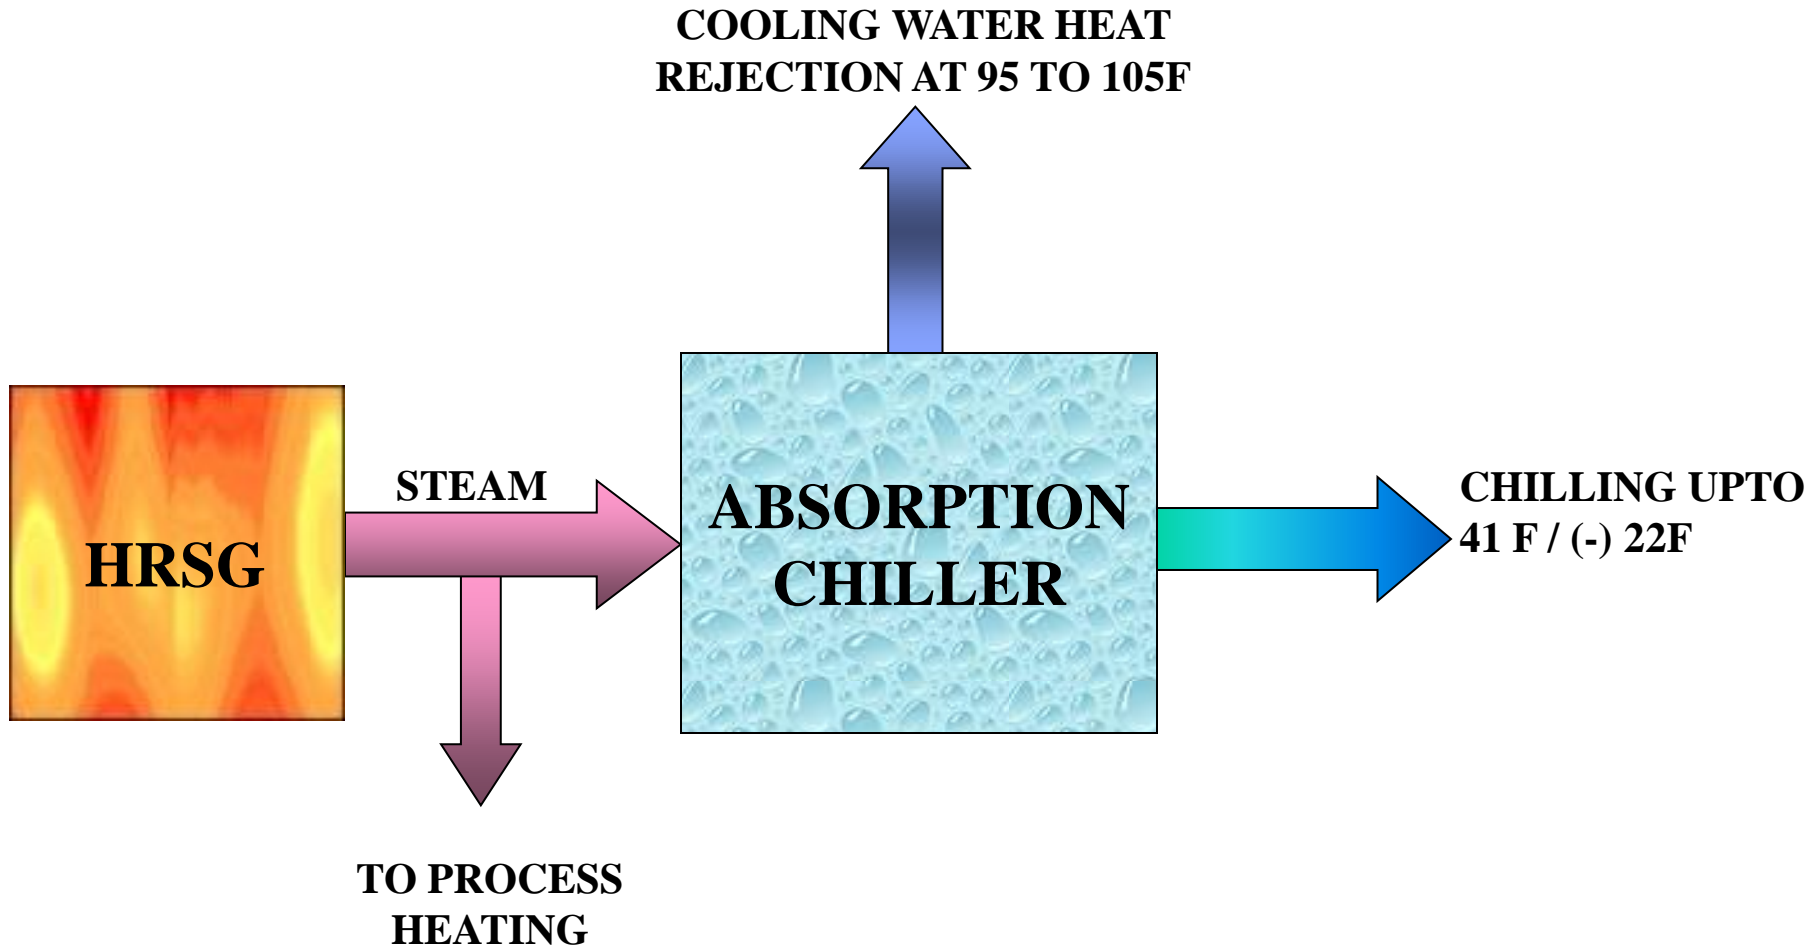 COOLING WATER HEAT
REJECTION AT 95 TO 105F
HRSG
STEAM
ABSORPTION
CHILLER
CHILLING UPTO
41 F / (-) 22F
TO PROCESS
HEATING